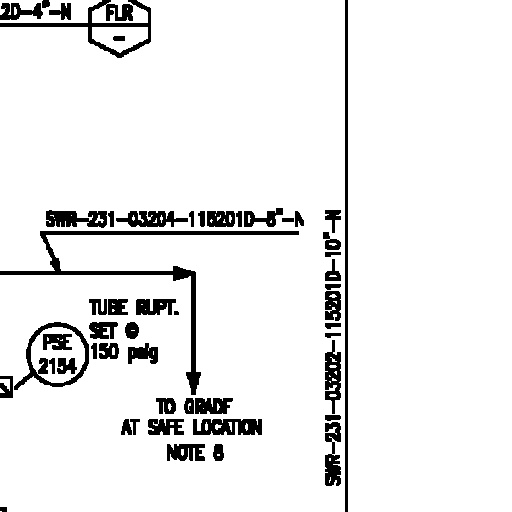 2D-4"-N
FLR
-
SWR-231-03204-115201D-8"-N
TUBE RUPT.
SET @
150 psig
PSE
2154
TO GRADE
AT SAFE LOCATION
NOTE 8
SWR-231-03202-115201D-10"-N